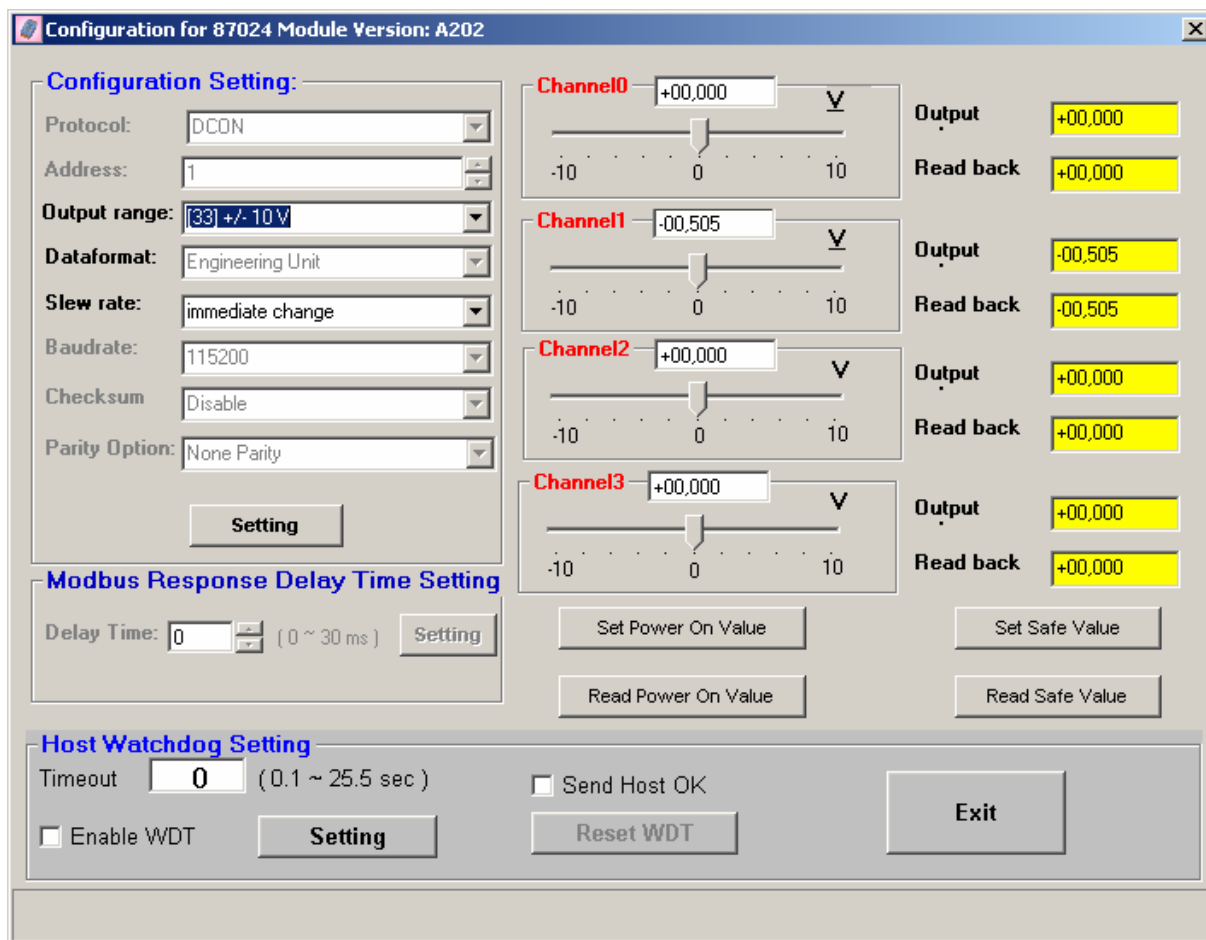 Configuration for 87024 Module Version: A202
Configuration Setting:
Protocol: DCON
Address: 1
Output range: [33] +/- 10 V
Dataformat: Engineering Unit
Slew rate: immediate change
Baudrate: 115200
Checksum Disable
Parity Option: None Parity
Setting
Modbus Response Delay Time Setting
Delay Time: 0 ( 0 ~ 30 ms ) Setting
Channel0 +00,000 V
-10 0 10
Output +00,000
Read back +00,000
Channel1 -00,505 V
-10 0 10
Output -00,505
Read back -00,505
Channel2 +00,000 V
-10 0 10
Output +00,000
Read back +00,000
Channel3 +00,000 V
-10 0 10
Output +00,000
Read back +00,000
Set Power On Value Set Safe Value
Read Power On Value Read Safe Value
Host Watchdog Setting
Timeout 0 ( 0.1 ~ 25.5 sec )
Enable WDT Setting
Send Host OK
Reset WDT
Exit